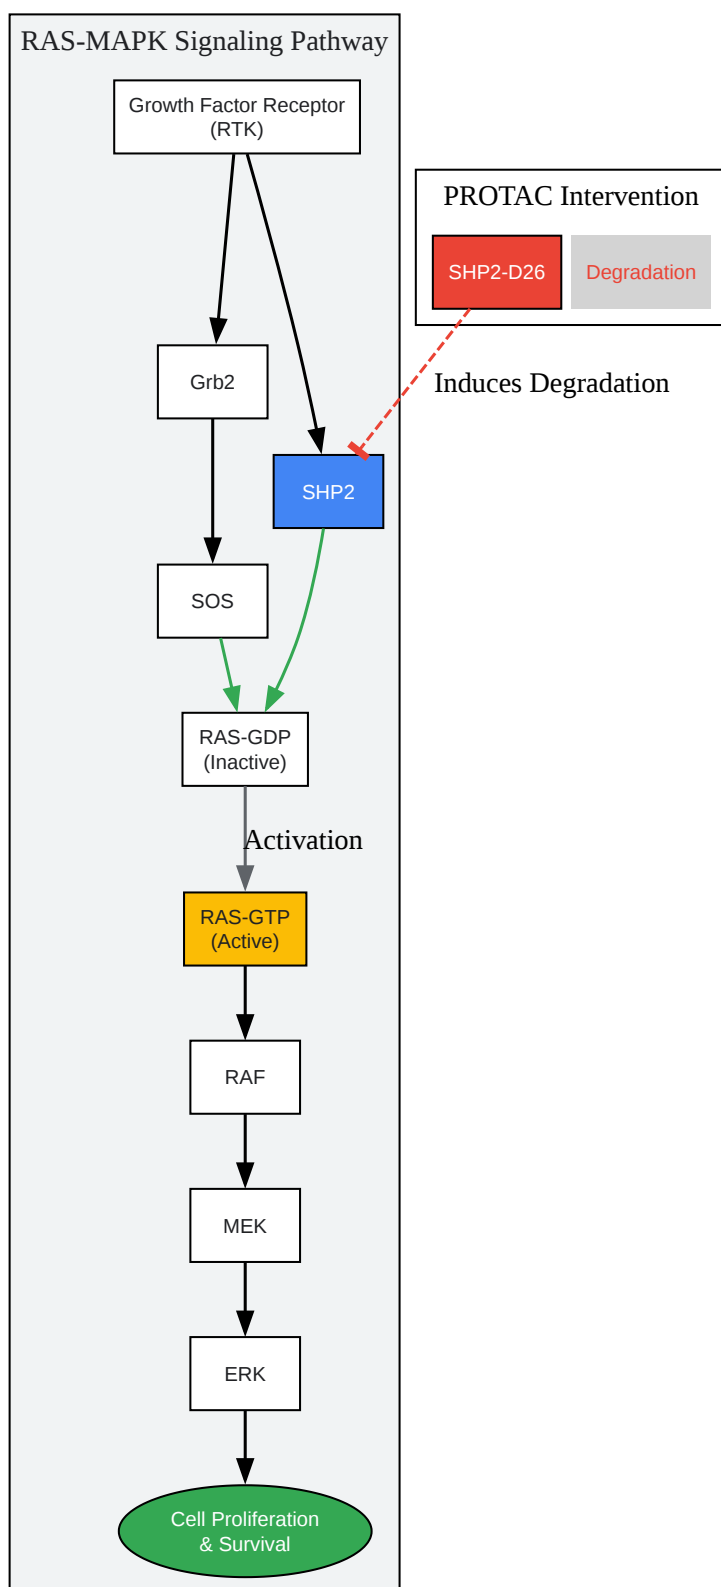 RAS-MAPK Signaling Pathway
Growth Factor Receptor
(RTK)
PROTAC Intervention
SHP2-D26
Degradation
Induces Degradation
Grb2
SHP2
SOS
RAS-GDP
(Inactive)
Activation
RAS-GTP
(Active)
RAF
MEK
ERK
Cell Proliferation
& Survival